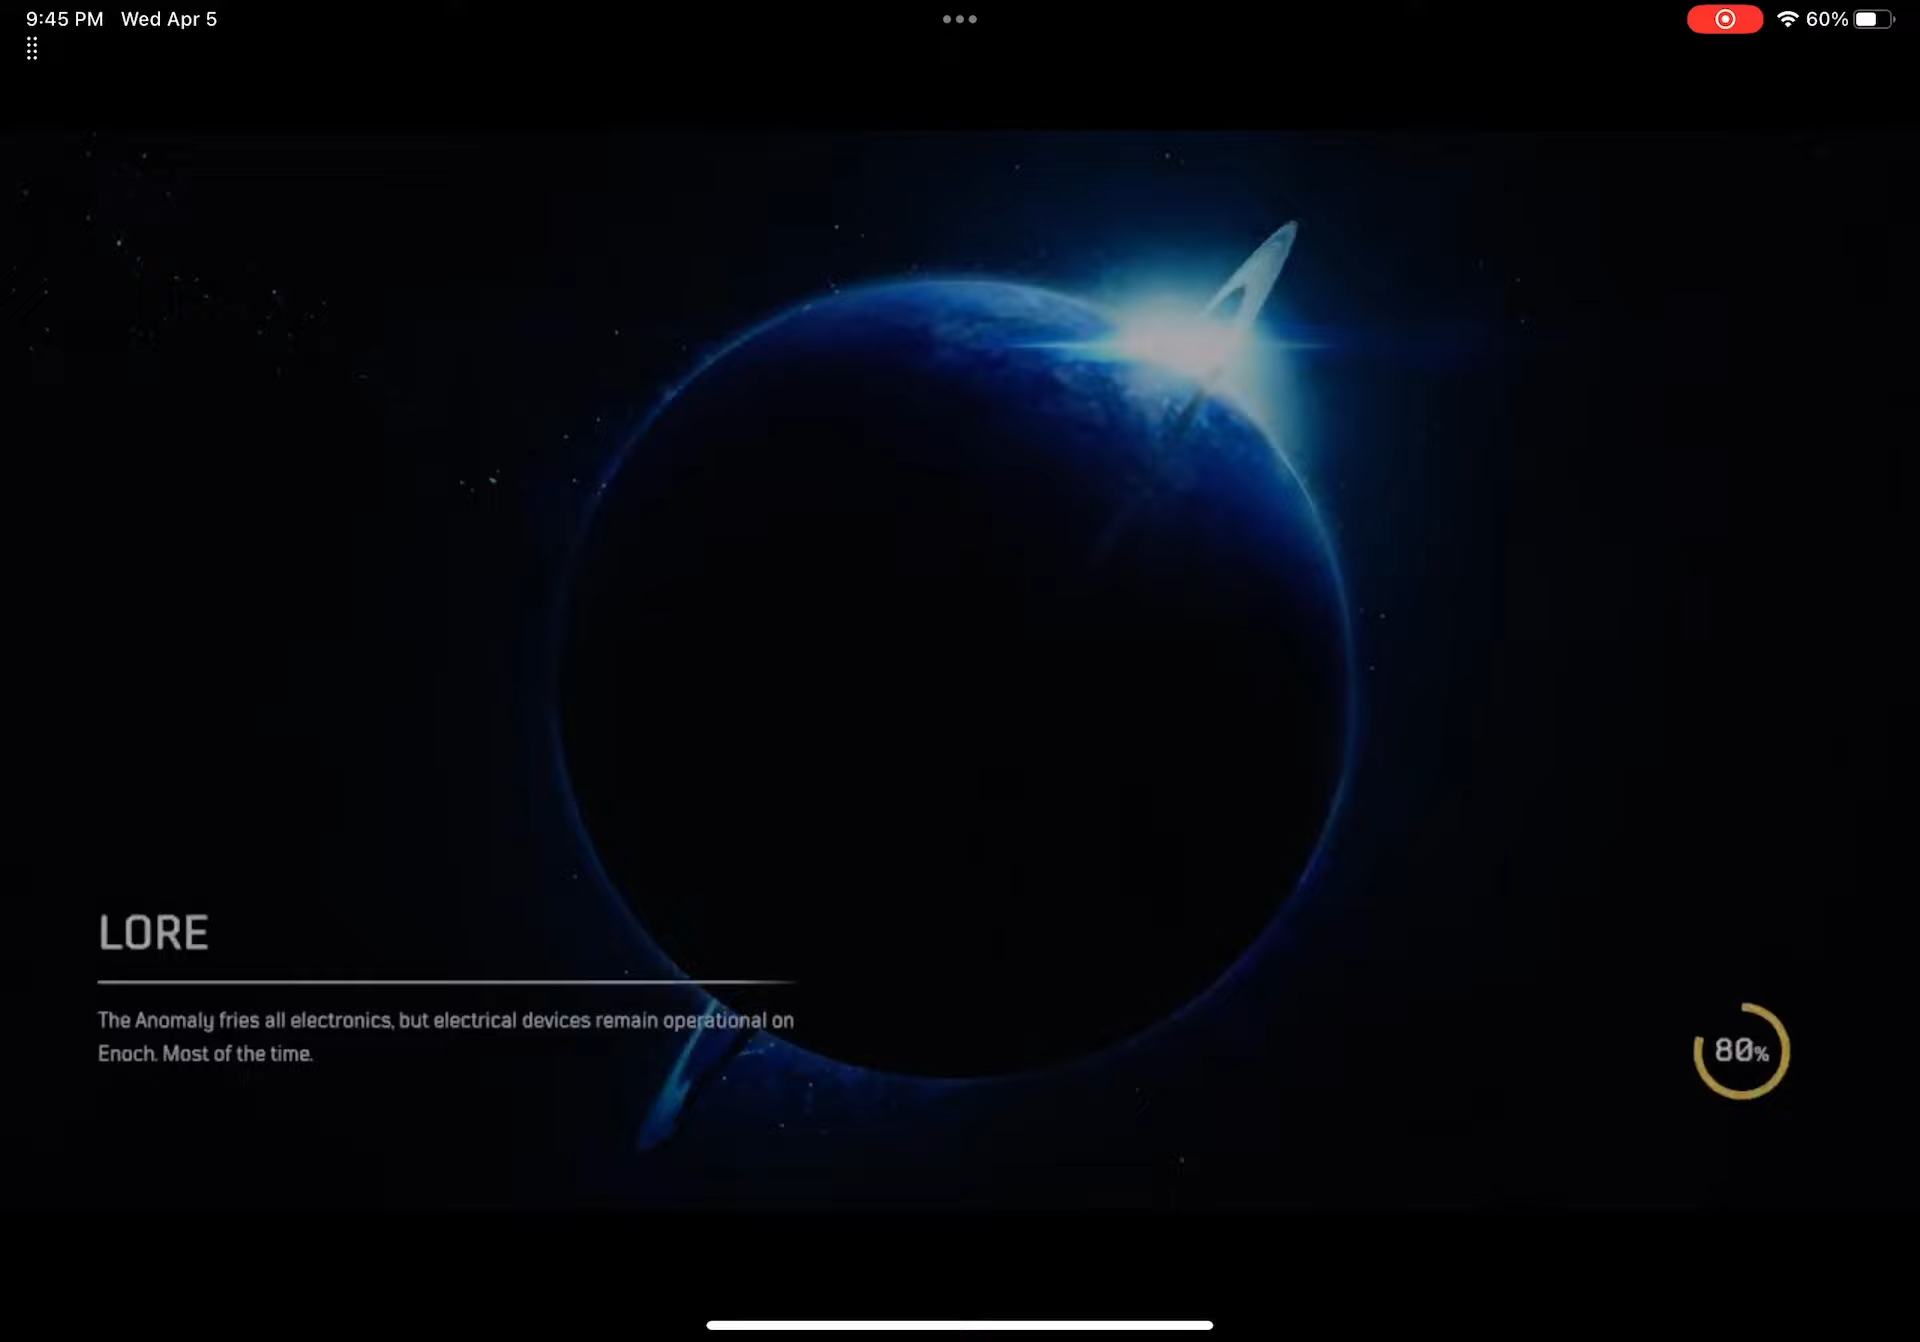 9:45 PM Wed Apr 5
60%
LORE
The Anomaly fries all electronics, but electrical devices remain operational on
Enoch. Most of the time.
80%